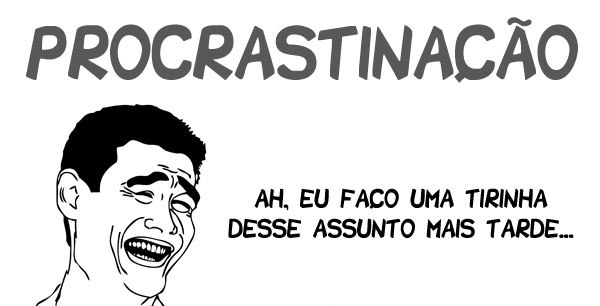 PROCRASTINAÇÃO
AH, EU FAÇO UMA TIRINHA
DESSE ASSUNTO MAIS TARDE...